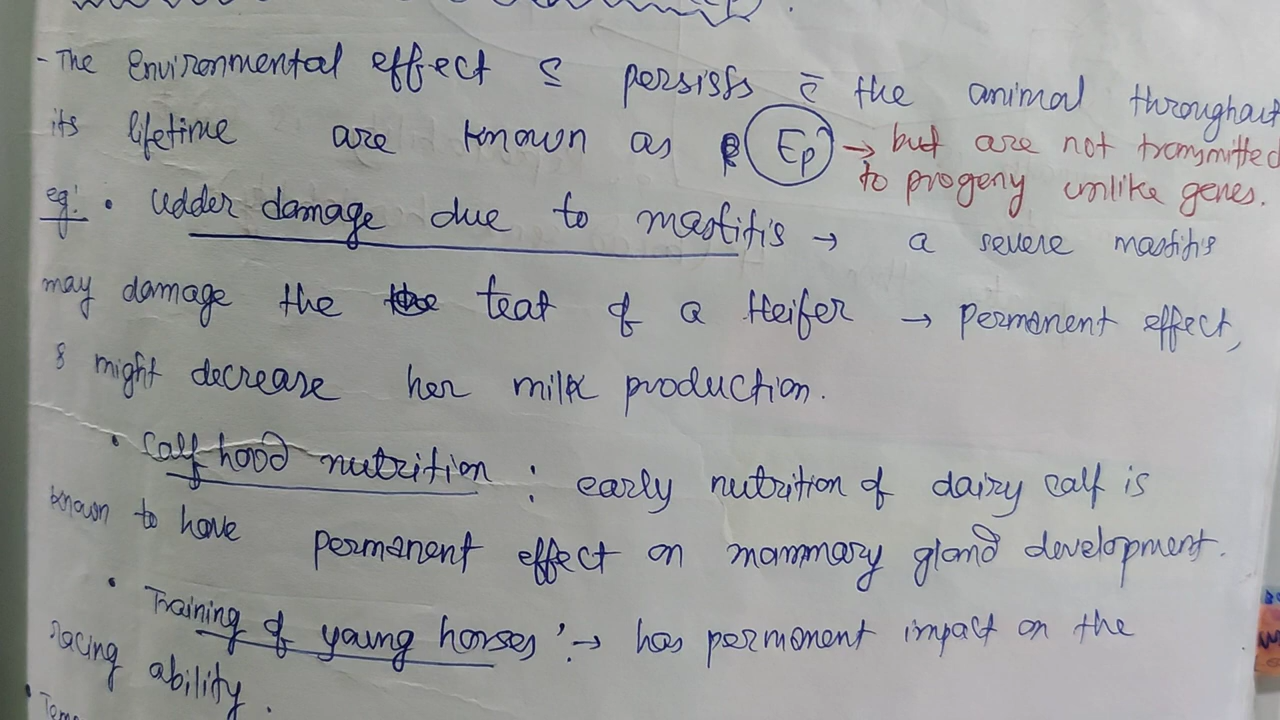 - The Environmental effect c̱ persists c̄ the animal throughout
its lifetime are known as Ep → but are not transmitted
to progeny unlike genes.
eg: • Udder damage due to mastitis → a severe mastitis
may damage the teat of a Heifer → permanent effect,
& might decrease her milk production.
• Calf hood nutrition : early nutrition of dairy calf is
known to have permanent effect on mammary gland development.
• Training of young horses :→ has permanent impact on the
racing ability.